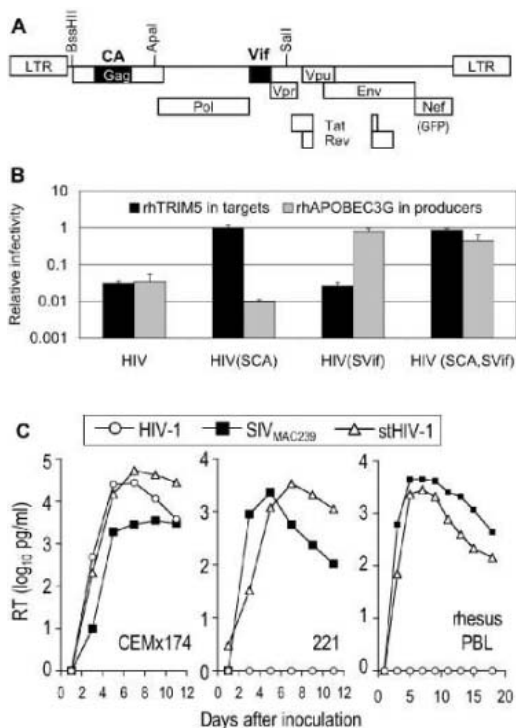 A
BssHII
ApaI
SalI
CA
Vif
LTR
Gag
Vpu
LTR
Vpr
Env
Pol
Nef
Tat
(GFP)
Rev
B
Relative infectivity
10
1
0.1
0.01
0.001
rhTRIM5 in targets
rhAPOBEC3G in producers
HIV
HIV(SCA)
HIV(SVif)
HIV (SCA,SVif)
C
HIV-1
SIVMAC239
stHIV-1
RT (log10 pg/ml)
5
4
3
2
1
0
CEMx174
0 2 4 6 8 10 12
4
3
2
1
0
221
0 2 4 6 8 10 12
4
3
2
1
0
rhesus
PBL
0 5 10 15 20
Days after inoculation